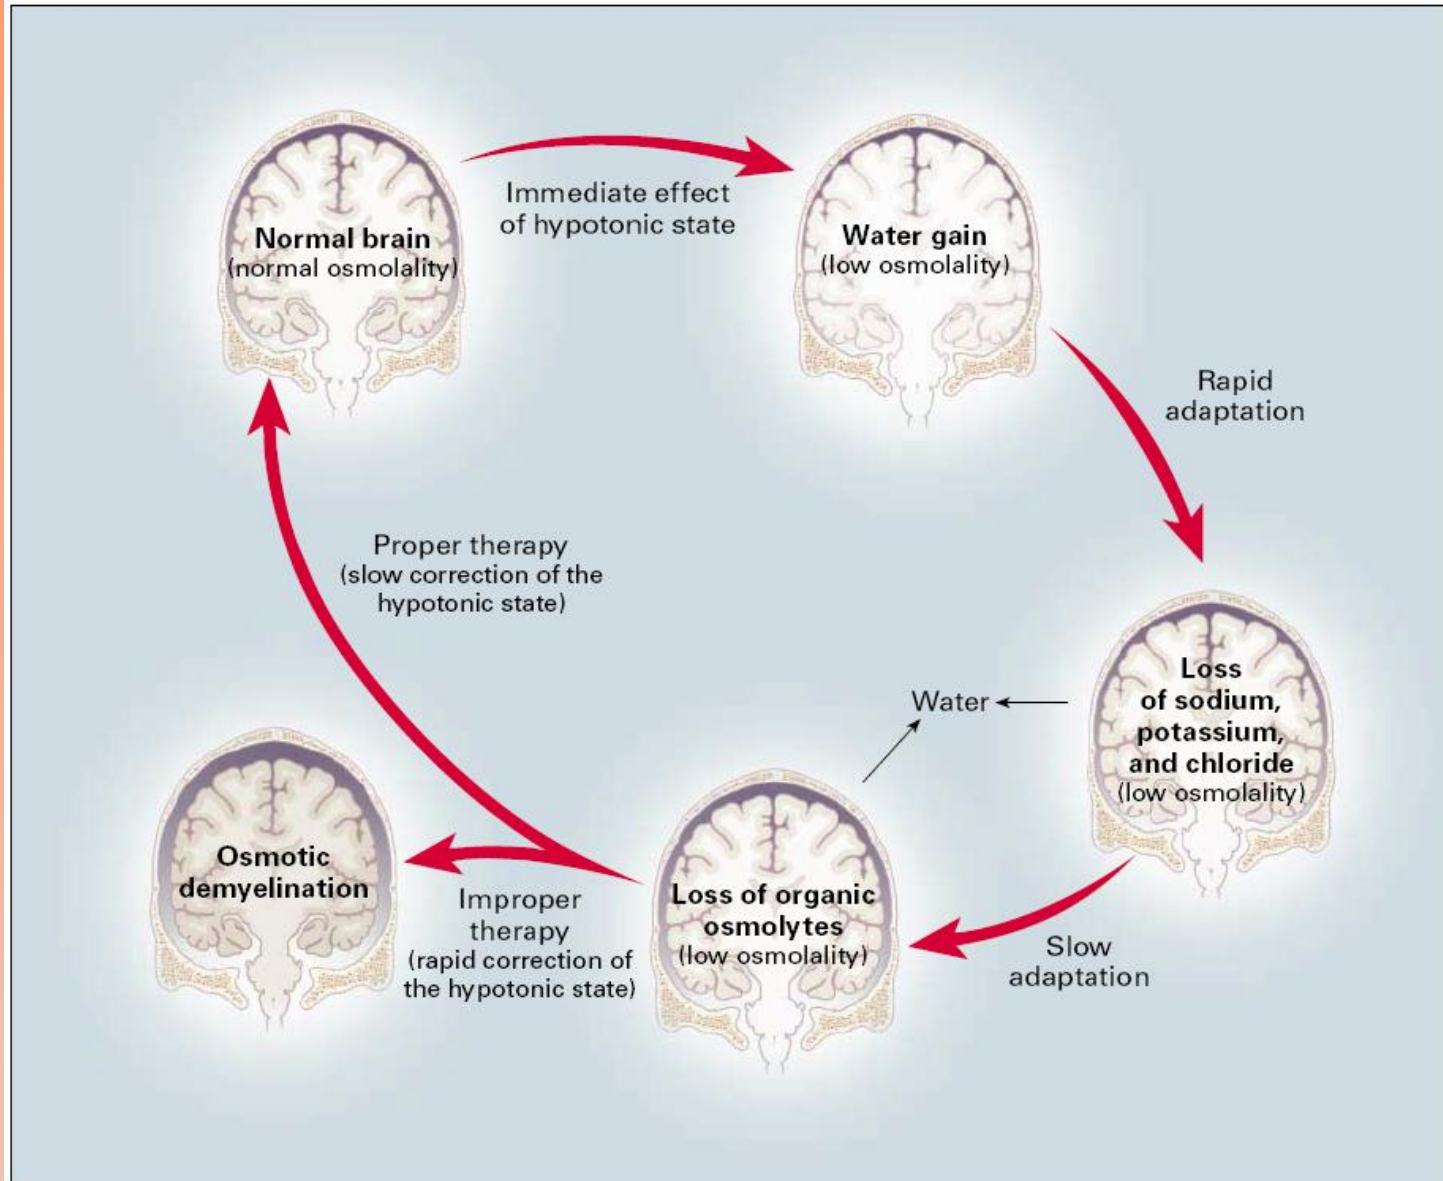 Normal brain
(normal osmolality)
Immediate effect
of hypotonic state
Water gain
(low osmolality)
Rapid
adaptation
Loss
of sodium,
potassium,
and chloride
(low osmolality)
Water
Slow
adaptation
Loss of organic
osmolytes
(low osmolality)
Proper therapy
(slow correction of the
hypotonic state)
Improper
therapy
(rapid correction of
the hypotonic state)
Osmotic
demyelination